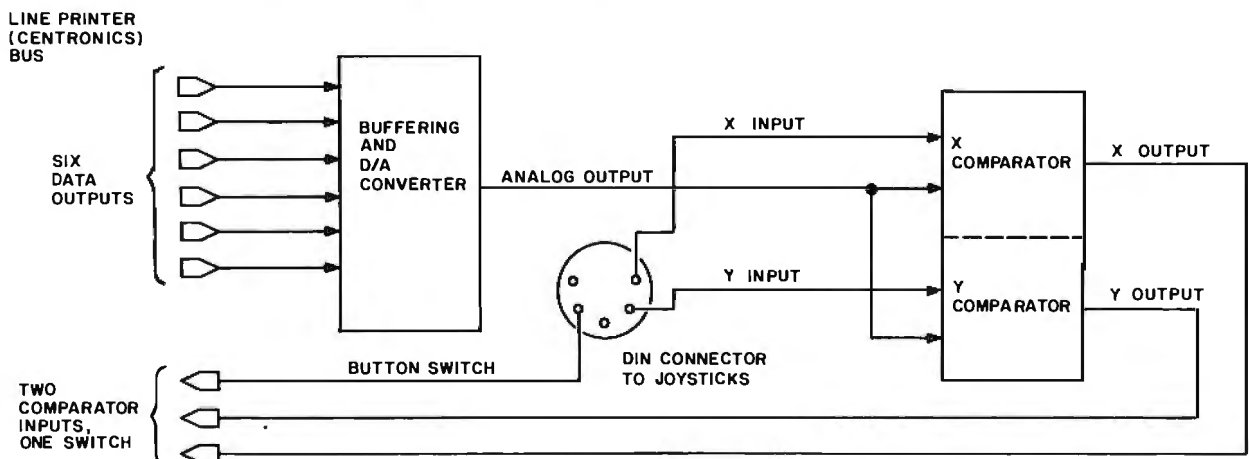 LINE PRINTER
(CENTRONICS)
BUS
SIX
DATA
OUTPUTS
BUFFERING
AND
D/A
CONVERTER
ANALOG OUTPUT
X INPUT
Y INPUT
X
COMPARATOR
Y
COMPARATOR
X OUTPUT
Y OUTPUT
DIN CONNECTOR
TO JOYSTICKS
BUTTON SWITCH
TWO
COMPARATOR
INPUTS,
ONE SWITCH